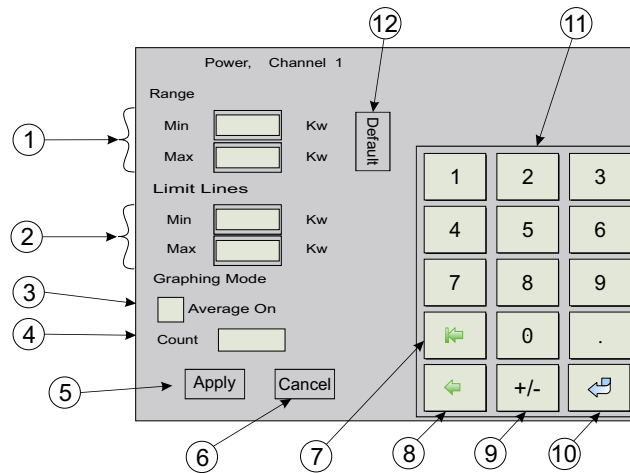 12
11
Power, Channel 1
Range
1
Min Kw
Max Kw
Default
Limit Lines
2
Min Kw
Max Kw
Graphing Mode
3
Average On
4
Count
5
Apply
Cancel
1 2 3
4 5 6
7 8 9
0 .
+/-
6
7
8
9
10